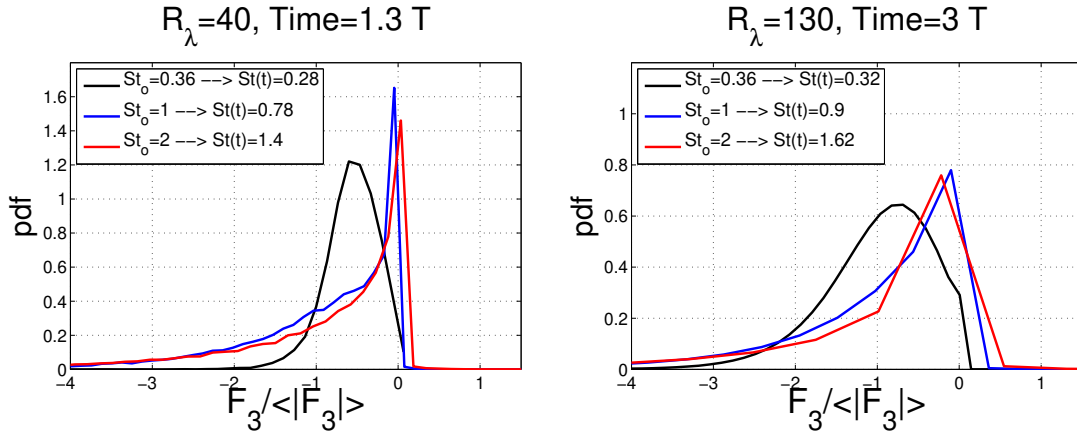 R_λ=40, Time=1.3 T
St_o=0.36 −−> St(t)=0.28
St_o=1 −−> St(t)=0.78
St_o=2 −−> St(t)=1.4
pdf
1.6
1.4
1.2
1
0.8
0.6
0.4
0.2
0
−4 −3 −2 −1 0 1
F_3/<|F_3|>
R_λ=130, Time=3 T
St_o=0.36 −−> St(t)=0.32
St_o=1 −−> St(t)=0.9
St_o=2 −−> St(t)=1.62
pdf
1
0.8
0.6
0.4
0.2
0
−4 −3 −2 −1 0 1
F_3/<|F_3|>